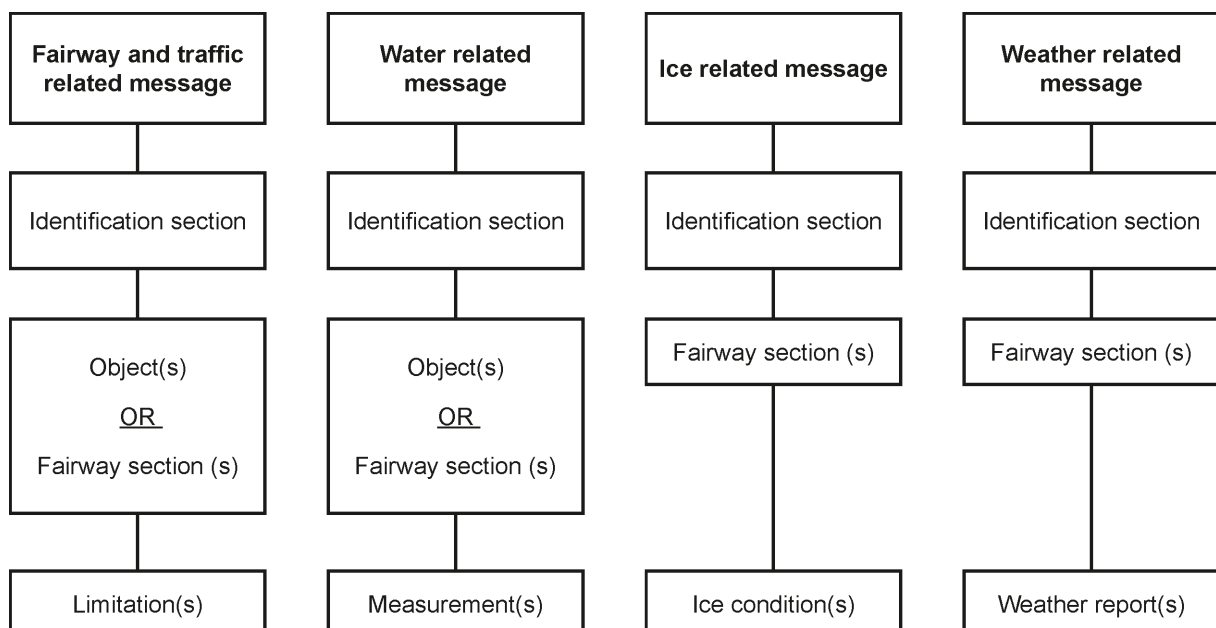 Fairway and traffic
related message
Water related
message
Ice related message
Weather related
message
Identification section
Identification section
Identification section
Identification section
Object(s)
OR
Fairway section (s)
Object(s)
OR
Fairway section (s)
Fairway section (s)
Fairway section (s)
Limitation(s)
Measurement(s)
Ice condition(s)
Weather report(s)